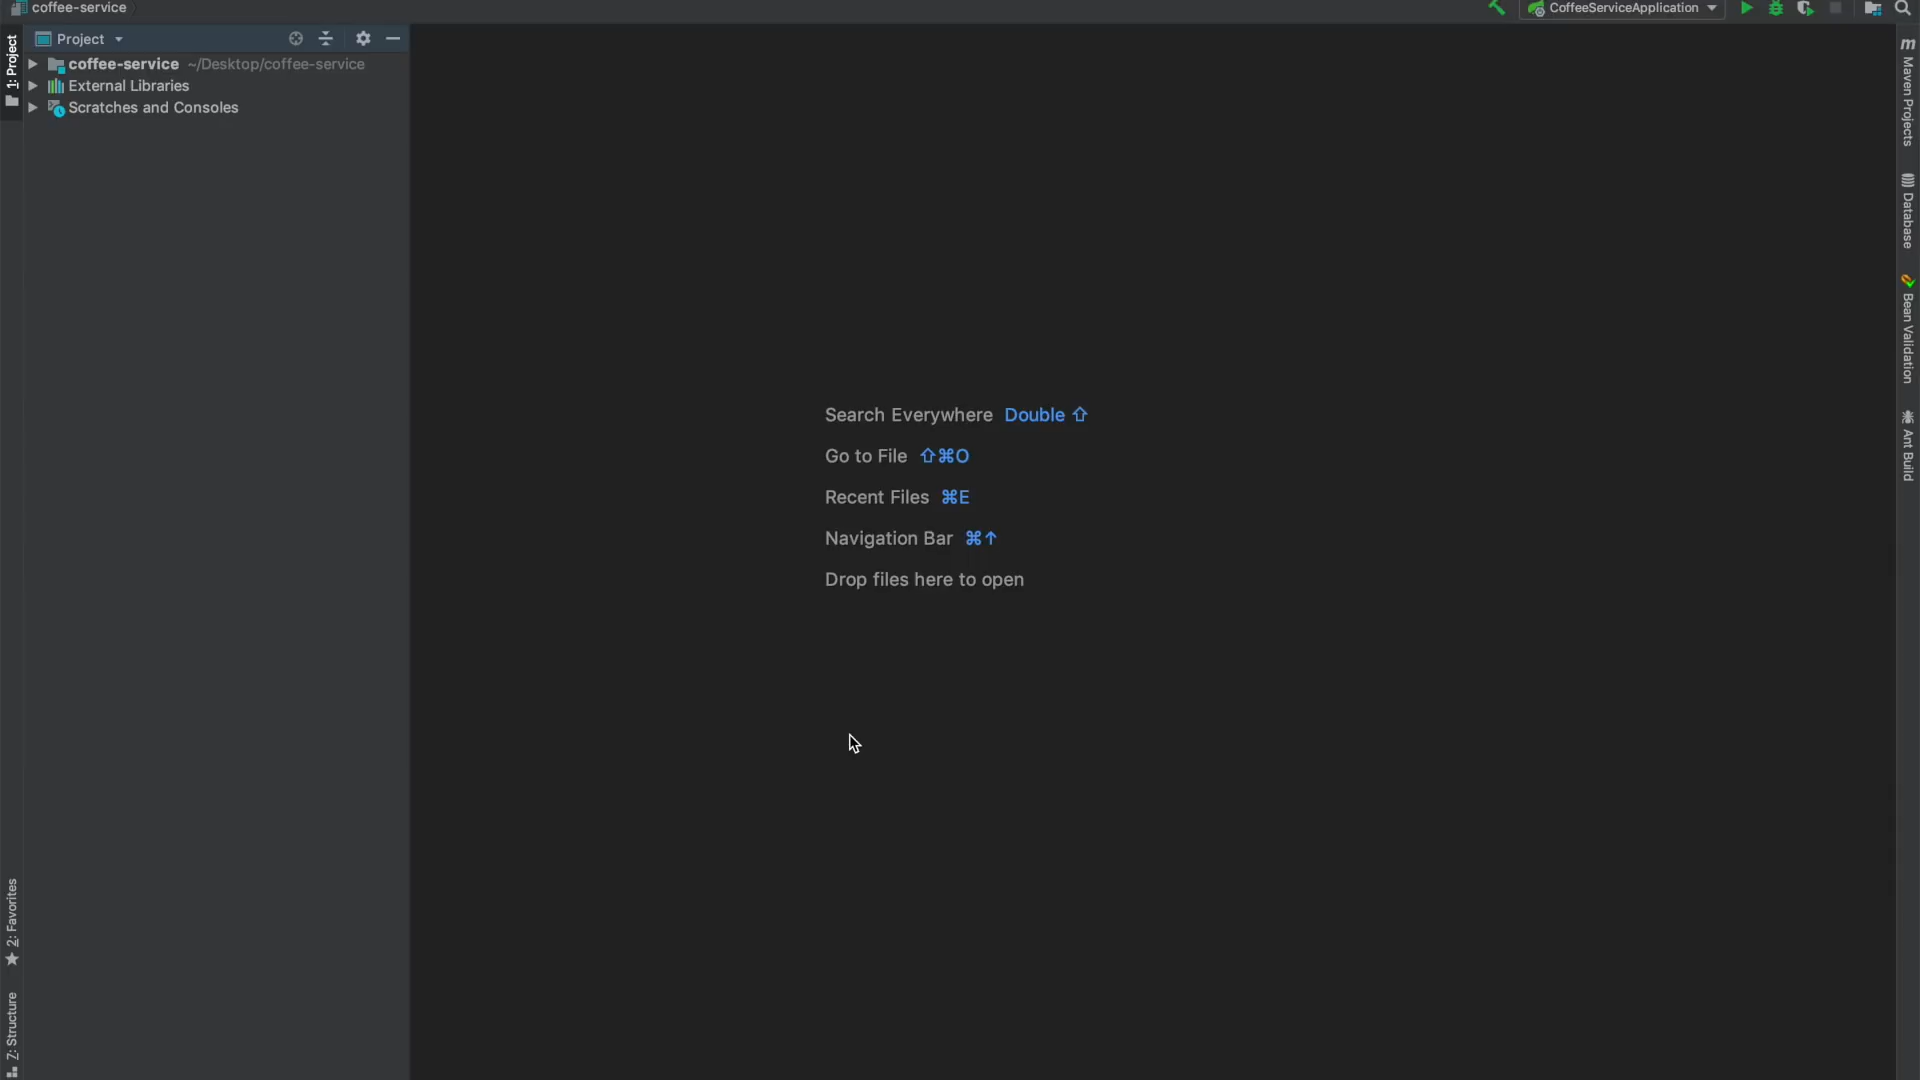 coffee-service
CoffeeServiceApplication
1: Project
Project
coffee-service ~/Desktop/coffee-service
External Libraries
Scratches and Consoles
Search Everywhere Double ⇧
Go to File ⇧⌘O
Recent Files ⌘E
Navigation Bar ⌘↑
Drop files here to open
2: Favorites
Z: Structure
m Maven Projects
Database
Bean Validation
Ant Build